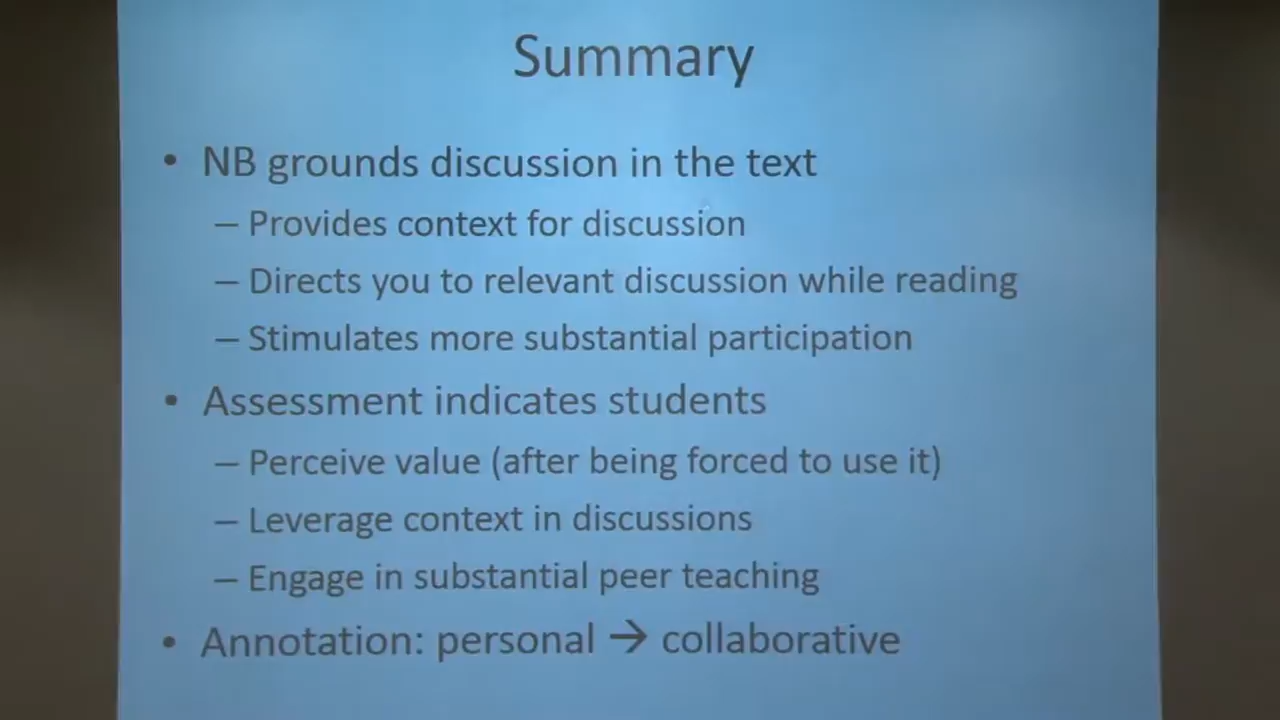 Summary
• NB grounds discussion in the text
– Provides context for discussion
– Directs you to relevant discussion while reading
– Stimulates more substantial participation
• Assessment indicates students
– Perceive value (after being forced to use it)
– Leverage context in discussions
– Engage in substantial peer teaching
• Annotation: personal → collaborative